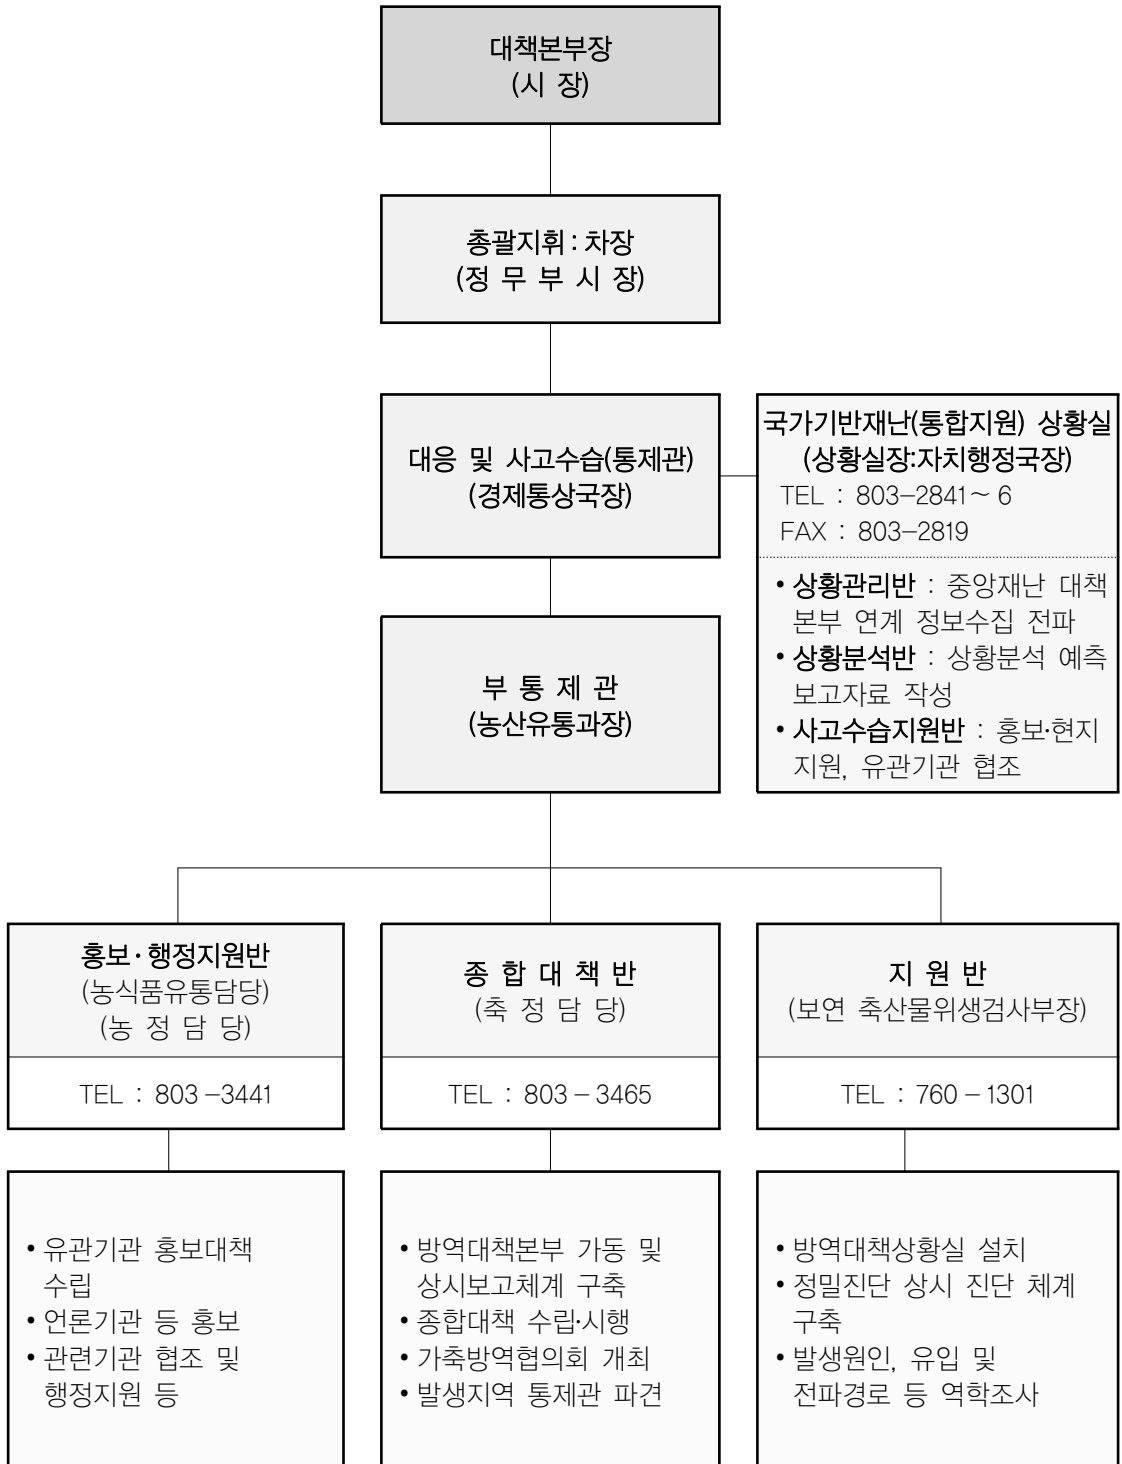 대책본부장
(시 장)
총괄지휘 : 차장
(정 무 부 시 장)
대응 및 사고수습(통제관)
(경제통상국장)
국가기반재난(통합지원) 상황실
(상황실장:자치행정국장)
TEL : 803-2841~ 6
FAX : 803-2819
• 상황관리반 : 중앙재난 대책
본부 연계 정보수집 전파
• 상황분석반 : 상황분석 예측
보고자료 작성
• 사고수습지원반 : 홍보·현지
지원, 유관기관 협조
부 통 제 관
(농산유통과장)
홍보·행정지원반
(농식품유통담당)
(농 정 담 당)
TEL : 803 -3441
• 유관기관 홍보대책
수립
• 언론기관 등 홍보
• 관련기관 협조 및
행정지원 등
종 합 대 책 반
(축 정 담 당)
TEL : 803 - 3465
• 방역대책본부 가동 및
상시보고체계 구축
• 종합대책 수립·시행
• 가축방역협의회 개최
• 발생지역 통제관 파견
지 원 반
(보연 축산물위생검사부장)
TEL : 760 - 1301
• 방역대책상황실 설치
• 정밀진단 상시 진단 체계
구축
• 발생원인, 유입 및
전파경로 등 역학조사